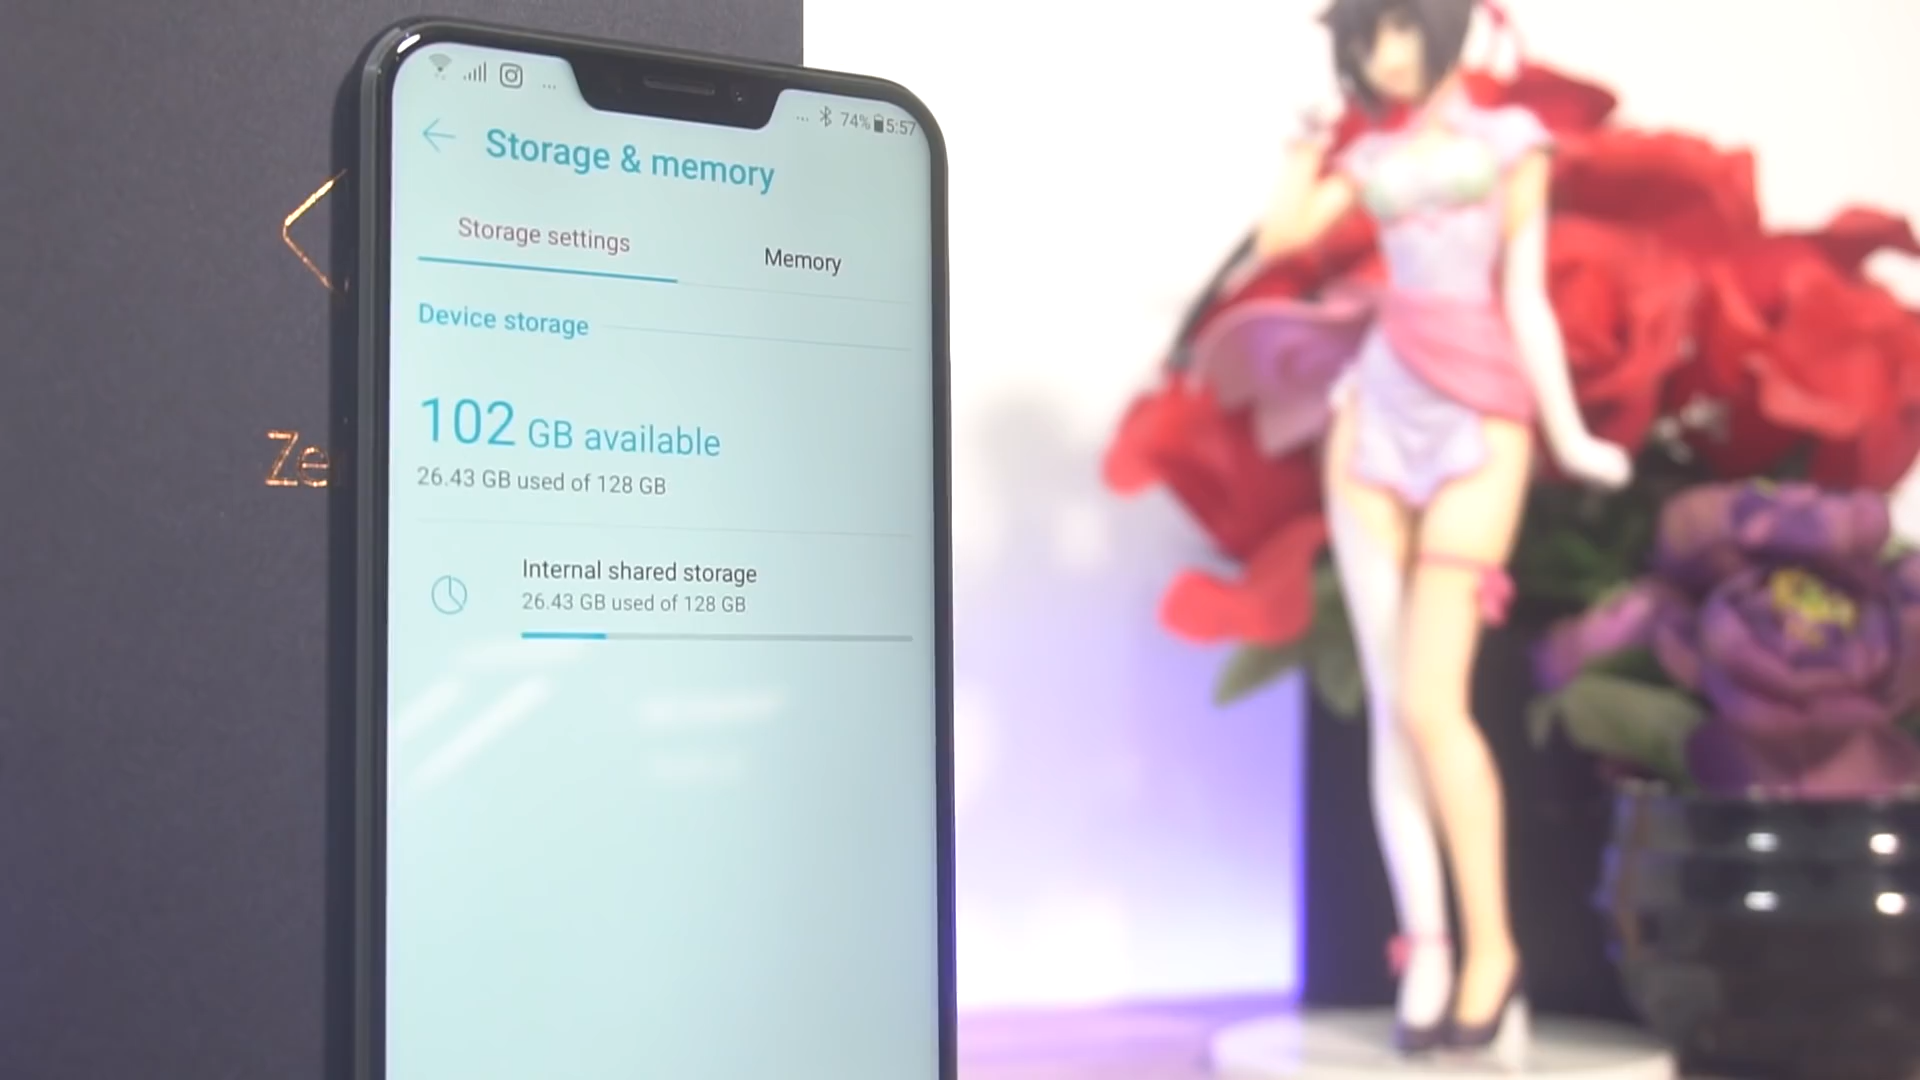 ... ... 74% 5:57
Storage & memory
Storage settings Memory
Device storage
102 GB available
26.43 GB used of 128 GB
Internal shared storage
26.43 GB used of 128 GB
Ze